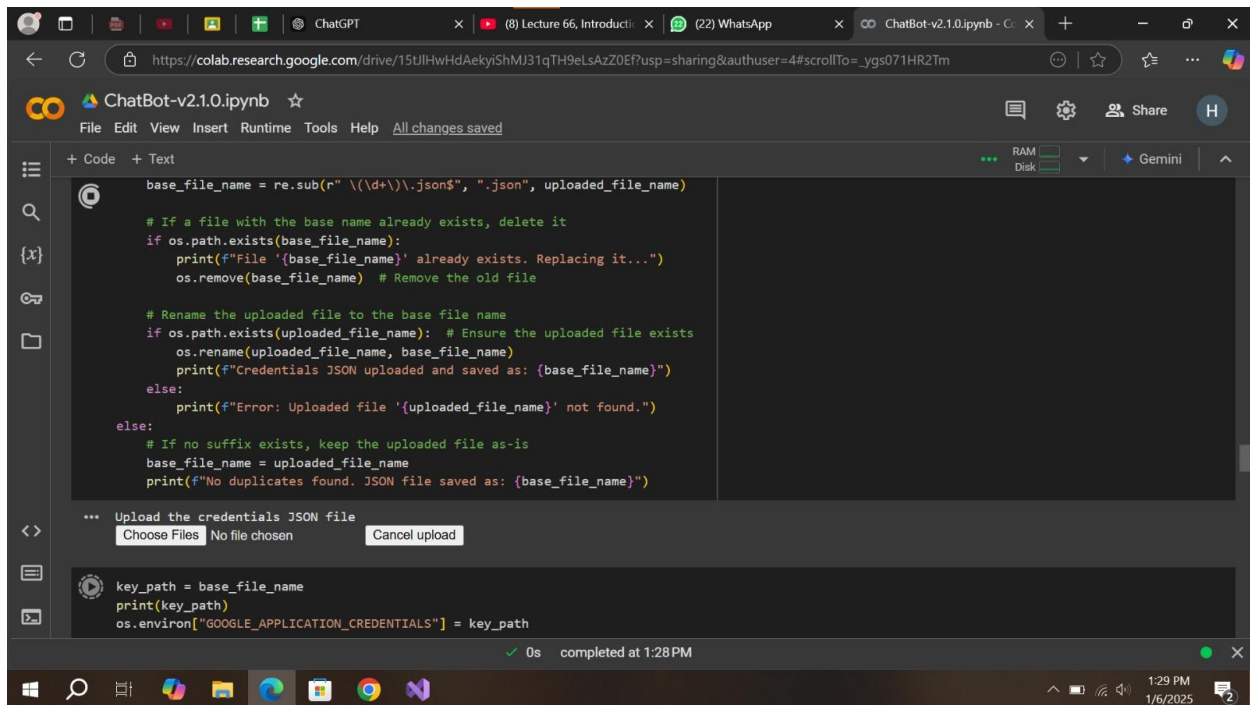 ChatGPT
(8) Lecture 66, Introductic
22
(22) WhatsApp
ChatBot-v2.1.0.ipynb - Co
https://colab.research.google.com/drive/15tJlHwHdAekyiShMJ31qTH9eLsAzZ0Ef?usp=sharing&authuser=4#scrollTo=_ygs071HR2Tm
ChatBot-v2.1.0.ipynb
Share
H
File Edit View Insert Runtime Tools Help All changes saved
+ Code + Text
RAM
Disk
Gemini
base_file_name = re.sub(r" \(\d+\)\.json$", ".json", uploaded_file_name)
# If a file with the base name already exists, delete it
if os.path.exists(base_file_name):
print(f"File '{base_file_name}' already exists. Replacing it...")
os.remove(base_file_name)  # Remove the old file
{x}
# Rename the uploaded file to the base file name
if os.path.exists(uploaded_file_name):  # Ensure the uploaded file exists
os.rename(uploaded_file_name, base_file_name)
print(f"Credentials JSON uploaded and saved as: {base_file_name}")
else:
print(f"Error: Uploaded file '{uploaded_file_name}' not found.")
else:
# If no suffix exists, keep the uploaded file as-is
base_file_name = uploaded_file_name
print(f"No duplicates found. JSON file saved as: {base_file_name}")
Upload the credentials JSON file
Choose Files No file chosen Cancel upload
key_path = base_file_name
print(key_path)
os.environ["GOOGLE_APPLICATION_CREDENTIALS"] = key_path
0s completed at 1:28 PM
1:29 PM
1/6/2025
2